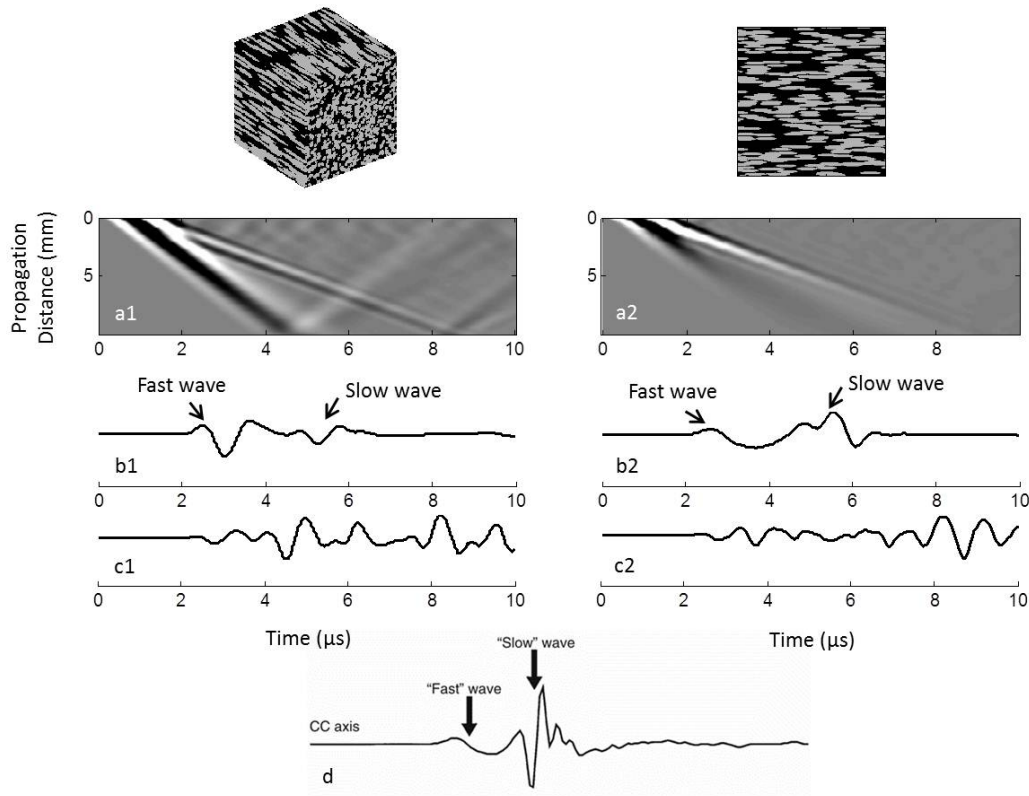 Propagation
Distance (mm)
0
5
a1
0 2 4 6 8 10
0
5
a2
0 2 4 6 8
Fast wave
Slow wave
b1
0 2 4 6 8 10
Fast wave
Slow wave
b2
0 2 4 6 8 10
c1
0 2 4 6 8 10
c2
0 2 4 6 8 10
Time (µs)
Time (µs)
"Slow" wave
"Fast" wave
CC axis
d